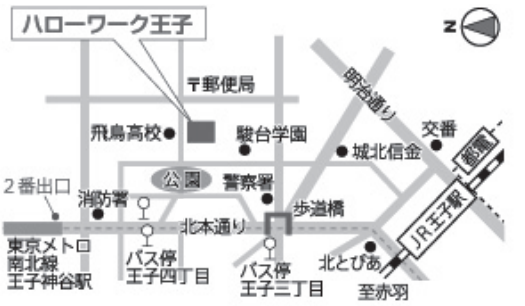 ハローワーク王子
N
〒郵便局
明治通り
飛鳥高校
駿台学園
城北信金
交番
都電
公園
警察署
2番出口
消防署
歩道橋
JR王子駅
北本通り
東京メトロ
南北線
王子神谷駅
バス停
王子四丁目
バス停
王子三丁目
北とぴあ
至赤羽